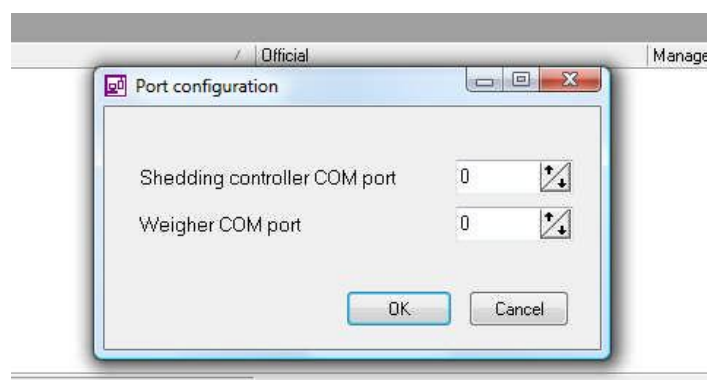 Official
Manage
Port configuration
Shedding controller COM port 0
Weigher COM port 0
OK Cancel